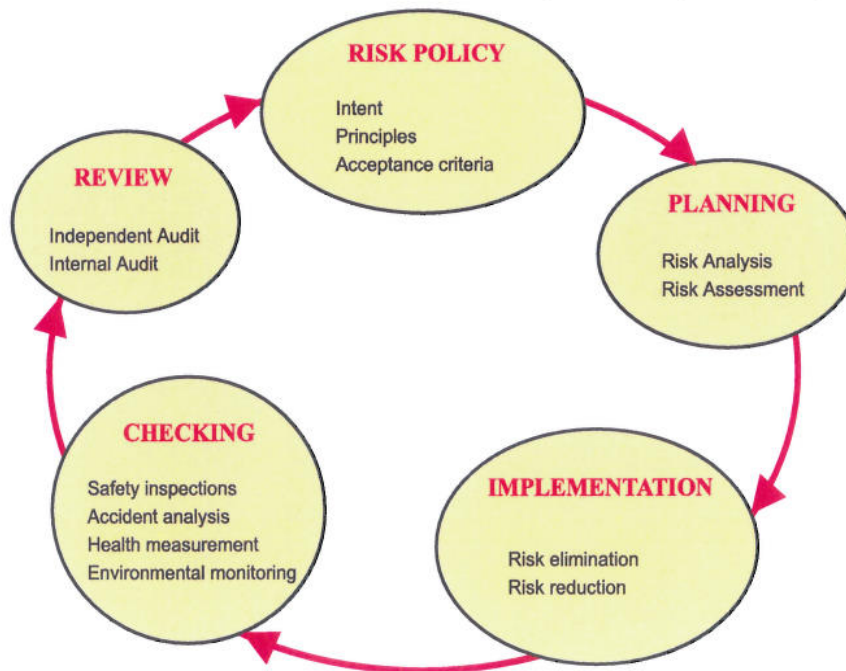 RISK POLICY
Intent
Principles
Acceptance criteria
PLANNING
Risk Analysis
Risk Assessment
IMPLEMENTATION
Risk elimination
Risk reduction
CHECKING
Safety inspections
Accident analysis
Health measurement
Environmental monitoring
REVIEW
Independent Audit
Internal Audit